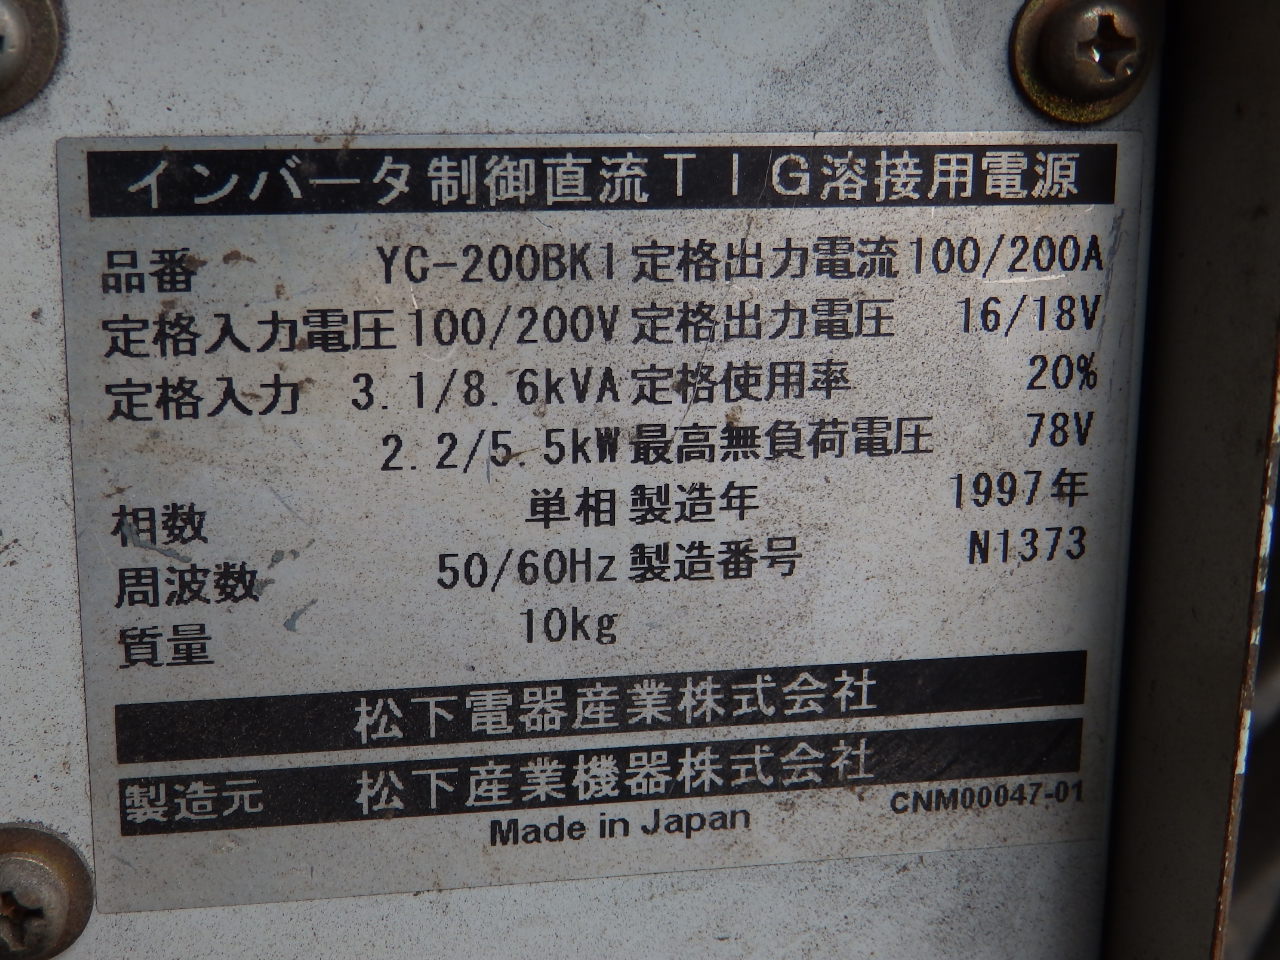 インバータ制御直流TIG溶接用電源
品番 YC-200BK1 定格出力電流 100/200A
定格入力電圧 100/200V 定格出力電圧 16/18V
定格入力 3.1/8.6kVA 定格使用率 20%
2.2/5.5kW 最高無負荷電圧 78V
相数 単相 製造年 1997年
周波数 50/60Hz 製造番号 N1373
質量 10kg
松下電器産業株式会社
製造元 松下産業機器株式会社
Made in Japan CNM00047-01